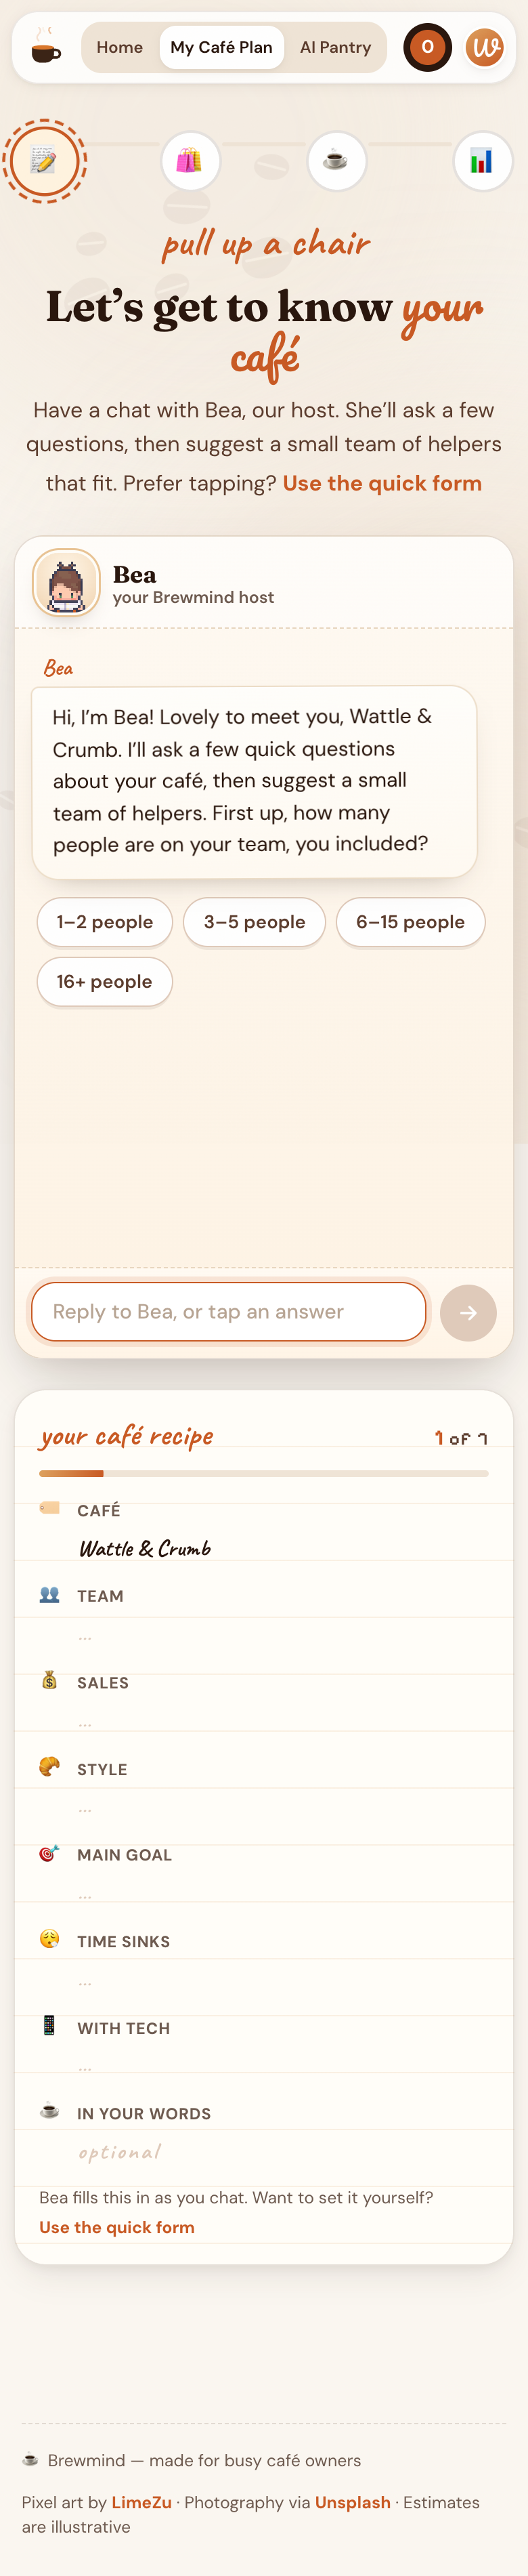 Home
My Café Plan
AI Pantry
0
W
pull up a chair
Let's get to know your
café
Have a chat with Bea, our host. She'll ask a few
questions, then suggest a small team of helpers
that fit. Prefer tapping? Use the quick form
Bea
your Brewmind host
Bea
Hi, I'm Bea! Lovely to meet you, Wattle &
Crumb. I'll ask a few quick questions
about your café, then suggest a small
team of helpers. First up, how many
people are on your team, you included?
1–2 people
3–5 people
6–15 people
16+ people
Reply to Bea, or tap an answer
your café recipe
1 of 7
CAFÉ
Wattle & Crumb
TEAM
...
SALES
...
STYLE
...
MAIN GOAL
...
TIME SINKS
...
WITH TECH
...
IN YOUR WORDS
optional
Bea fills this in as you chat. Want to set it yourself?
Use the quick form
Brewmind — made for busy café owners
Pixel art by LimeZu · Photography via Unsplash · Estimates
are illustrative